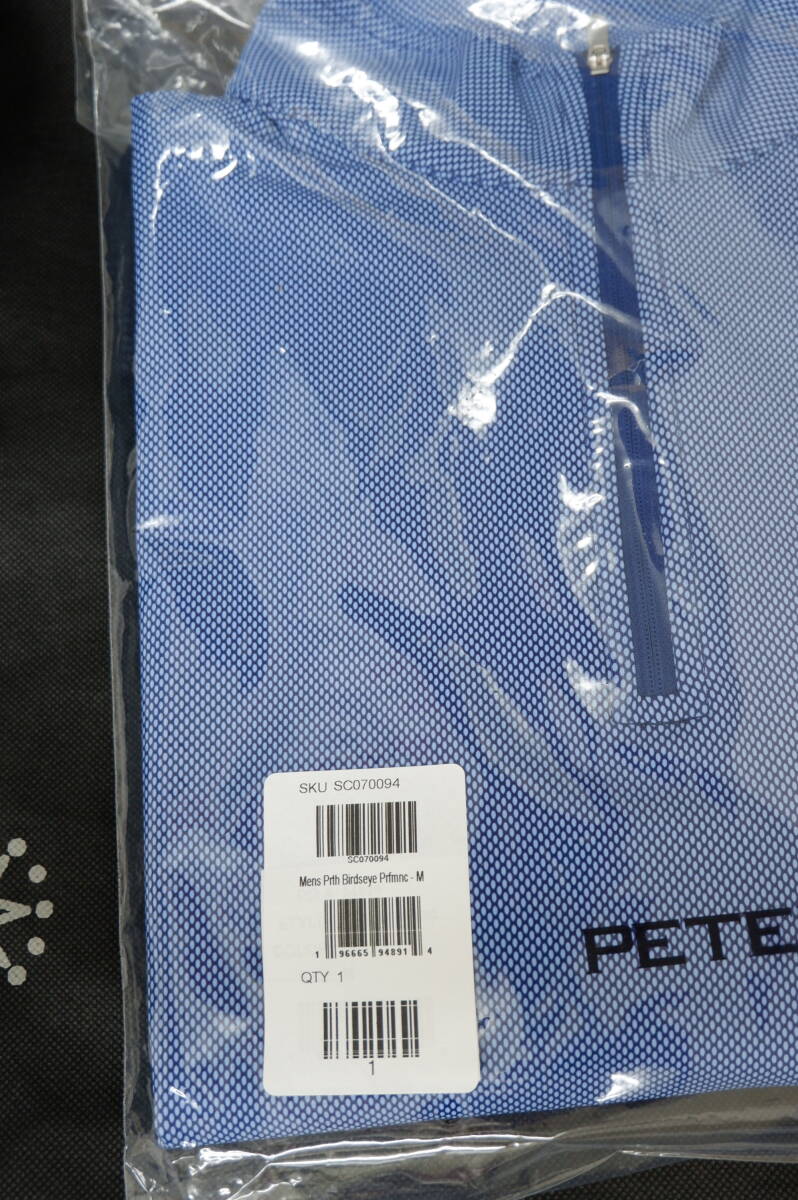 SKU SC070094
SC070094
Mens Prth Birdseye Prfmnc - M
1 96665 94891 4
QTY 1
1
PETE